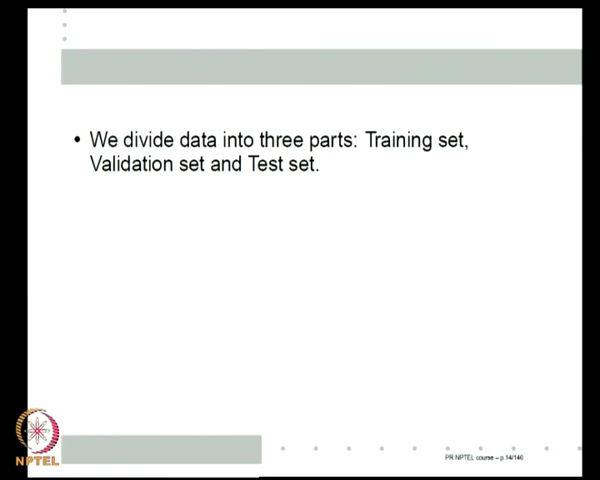 • We divide data into three parts: Training set,
Validation set and Test set.
NPTEL
PR NPTEL course – p.14/146